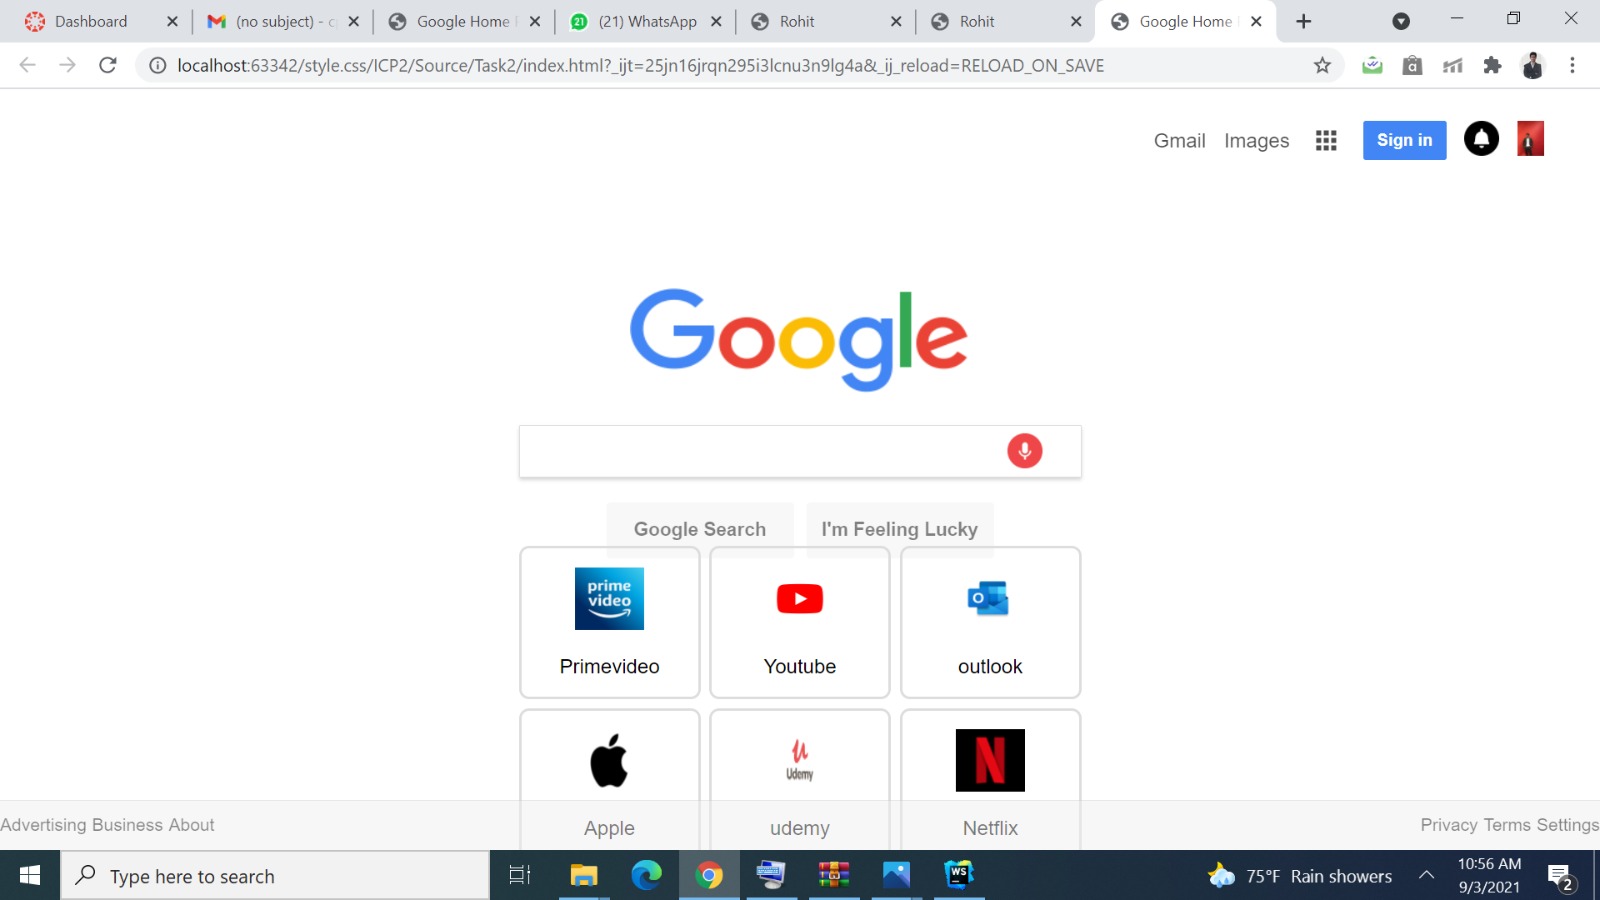 Dashboard
(no subject) - c
Google Home
21
(21) WhatsApp
Rohit
Rohit
Google Home
localhost:63342/style.css/ICP2/Source/Task2/index.html?_ijt=25jn16jrqn295i3lcnu3n9lg4a&_ij_reload=RELOAD_ON_SAVE
Gmail Images Sign in
Google
Google Search
I'm Feeling Lucky
prime
video
Primevideo
Youtube
outlook
Udemy
Apple
udemy
Netflix
Advertising Business About
Privacy Terms Settings
Type here to search
WS
75°F Rain showers
10:56 AM
9/3/2021
2